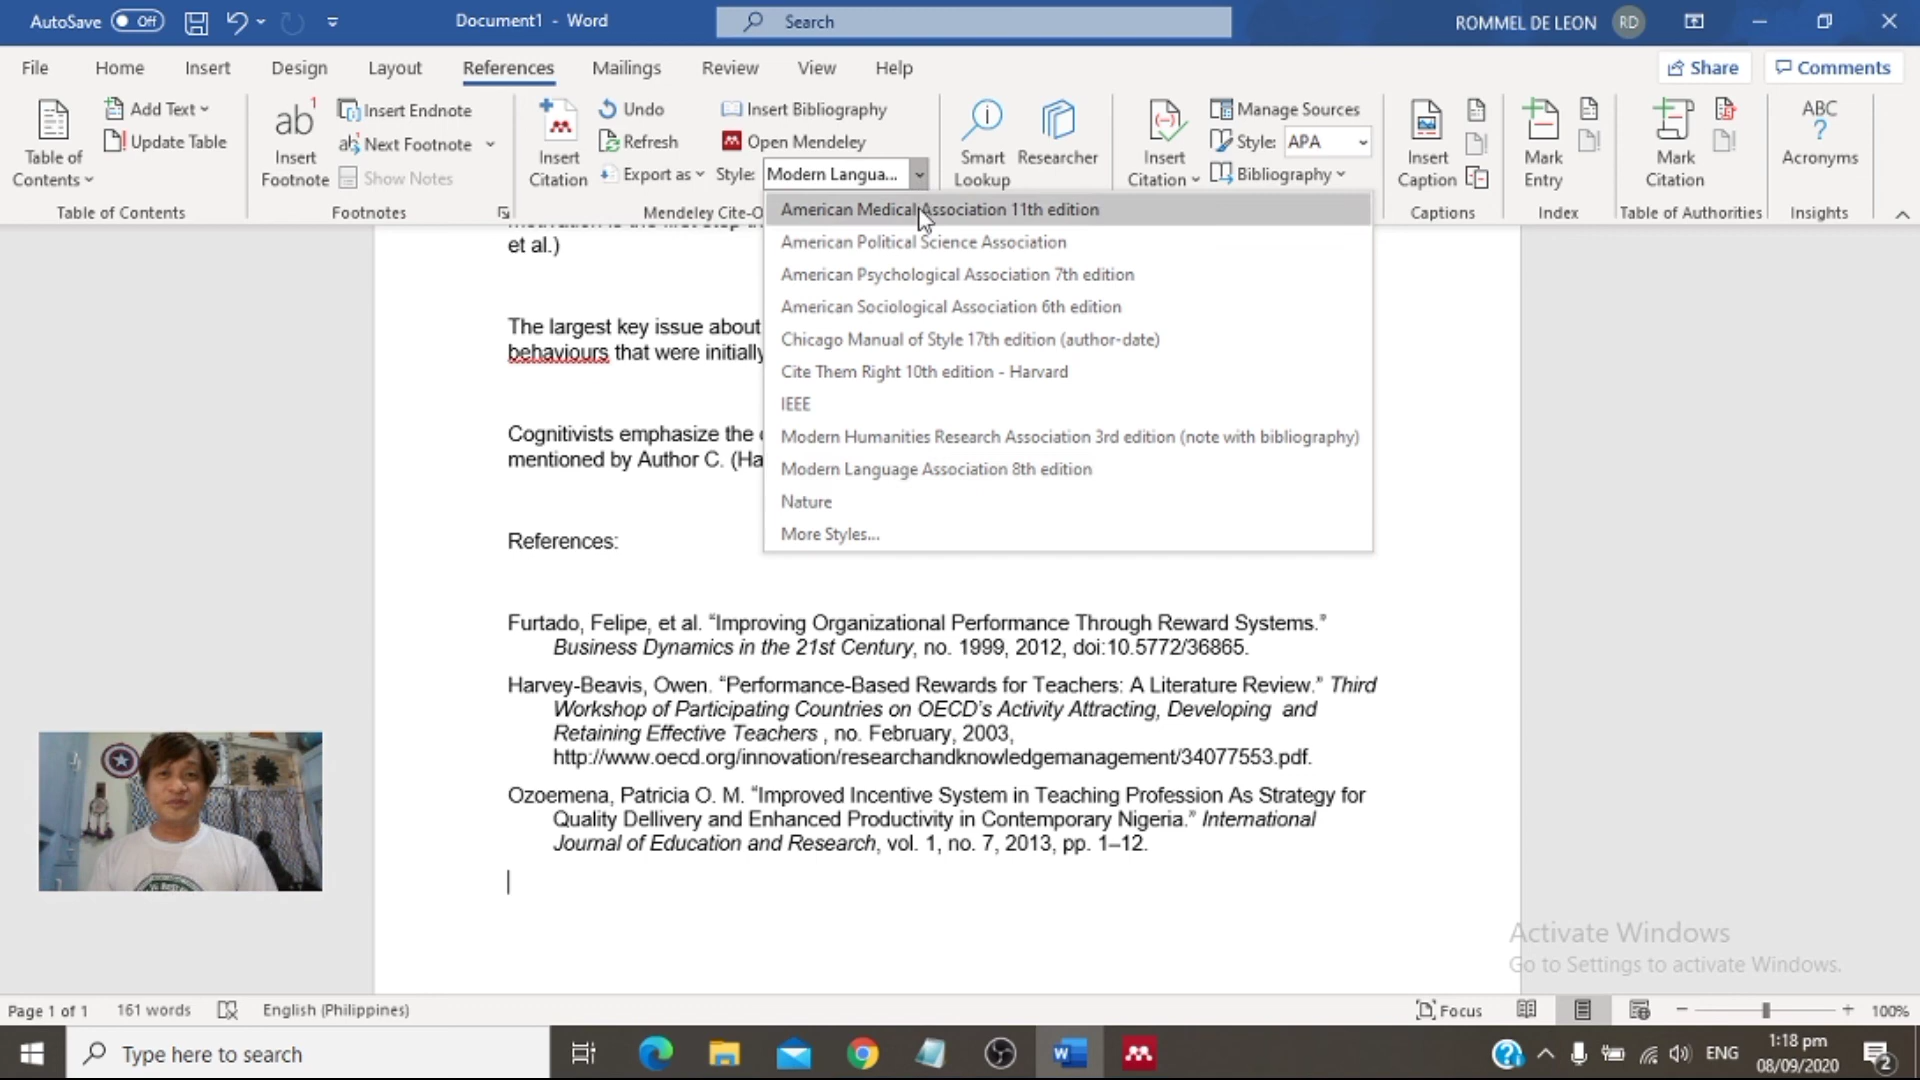 AutoSave Off
Document1 - Word
Search
ROMMEL DE LEON RD
File Home Insert Design Layout References Mailings Review View Help
Share Comments
Table of Contents
Add Text
Update Table
Table of Contents
ab 1
Insert Footnote
Insert Endnote
Next Footnote
Show Notes
Footnotes
Insert Citation
Undo
Refresh
Export as
Insert Bibliography
Open Mendeley
Style: Modern Langua...
Mendeley Cite-O
Smart Lookup
Researcher
Insert Citation
Manage Sources
Style: APA
Bibliography
Insert Caption
Captions
Mark Entry
Index
Mark Citation
Table of Authorities
ABC
?
Acronyms
Insights
American Medical Association 11th edition
American Political Science Association
American Psychological Association 7th edition
American Sociological Association 6th edition
Chicago Manual of Style 17th edition (author-date)
Cite Them Right 10th edition - Harvard
IEEE
Modern Humanities Research Association 3rd edition (note with bibliography)
Modern Language Association 8th edition
Nature
More Styles...
et al.)
The largest key issue about
behaviours that were initially
Cognitivists emphasize the
mentioned by Author C. (Ha
References:
Furtado, Felipe, et al. “Improving Organizational Performance Through Reward Systems.”
Business Dynamics in the 21st Century, no. 1999, 2012, doi:10.5772/36865.
Harvey-Beavis, Owen. “Performance-Based Rewards for Teachers: A Literature Review.” Third
Workshop of Participating Countries on OECD’s Activity Attracting, Developing and
Retaining Effective Teachers , no. February, 2003,
http://www.oecd.org/innovation/researchandknowledgemanagement/34077553.pdf.
Ozoemena, Patricia O. M. “Improved Incentive System in Teaching Profession As Strategy for
Quality Dellivery and Enhanced Productivity in Contemporary Nigeria.” International
Journal of Education and Research, vol. 1, no. 7, 2013, pp. 1–12.
Activate Windows
Go to Settings to activate Windows.
Page 1 of 1 161 words English (Philippines)
Focus
100%
Type here to search
ENG
1:18 pm
08/09/2020
2